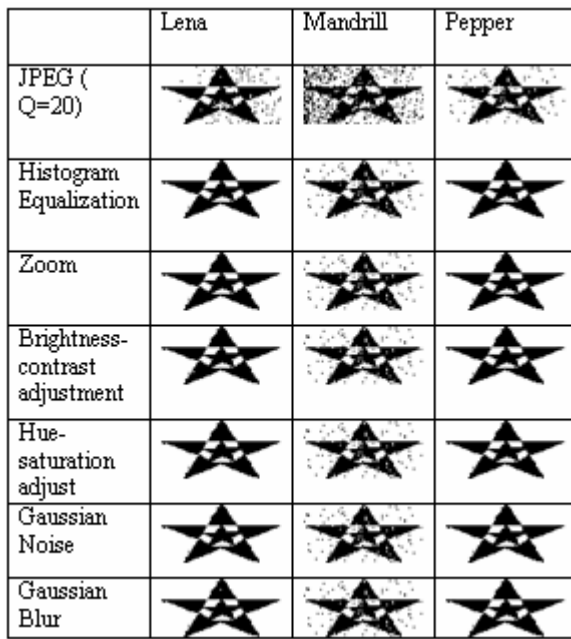 Lena Mandrill Pepper
JPEG (
Q=20)
Histogram
Equalization
Zoom
Brightness-
contrast
adjustment
Hue-
saturation
adjust
Gaussian
Noise
Gaussian
Blur